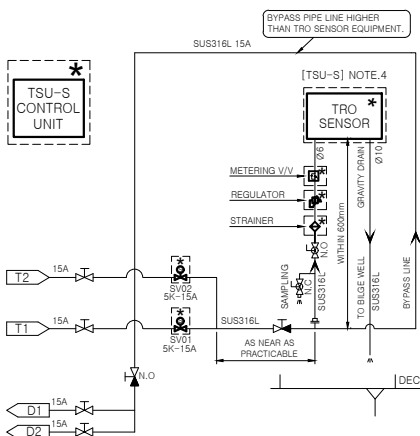 BYPASS PIPE LINE HIGHER
THAN TRO SENSOR EQUIPMENT.
SUS316L 15A
[TSU-S] NOTE.4
TSU-S
CONTROL
UNIT
*
TRO
SENSOR
*
Ø6
Ø10
METERING V/V
REGULATOR
STRAINER
N.O
N.C
SAMPLING
SUS316L
WITHIN 600mm
GRAVITY DRAIN
TO BILGE WELL
SUS316L
BYPASS LINE
T2
15A
SV02
5K-15A
T1
15A
SV01
5K-15A
SUS316L
AS NEAR AS
PRACTICABLE
N.O
DEC
D1
15A
D2
15A